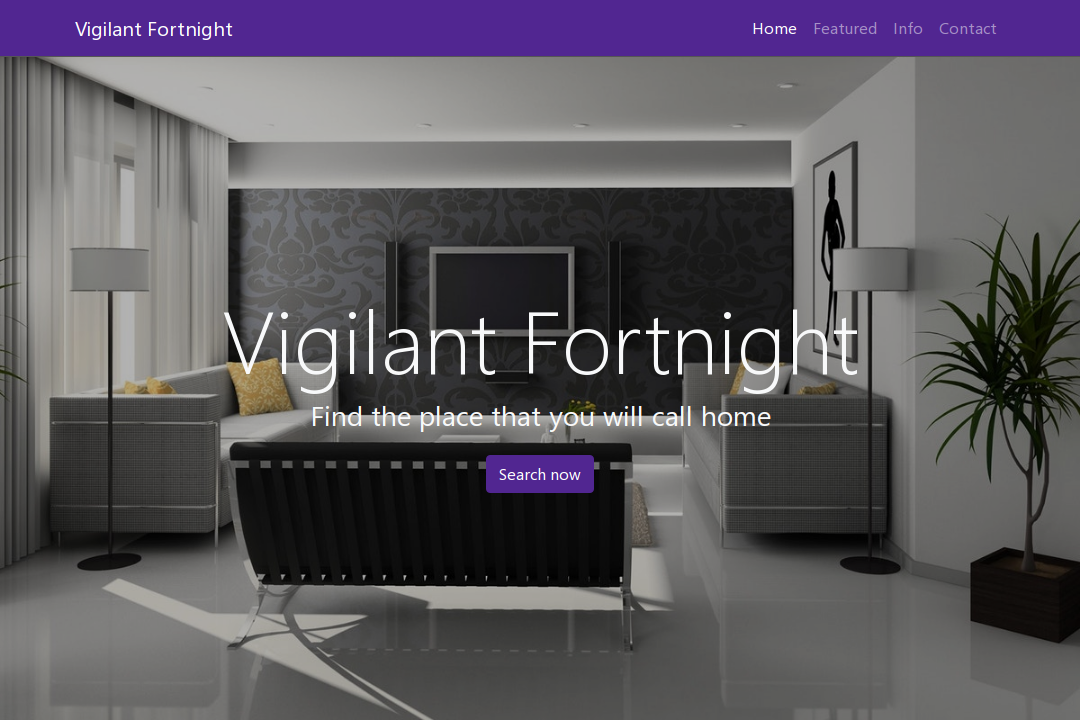 Vigilant Fortnight
Home Featured Info Contact
Vigilant Fortnight
Find the place that you will call home
Search now